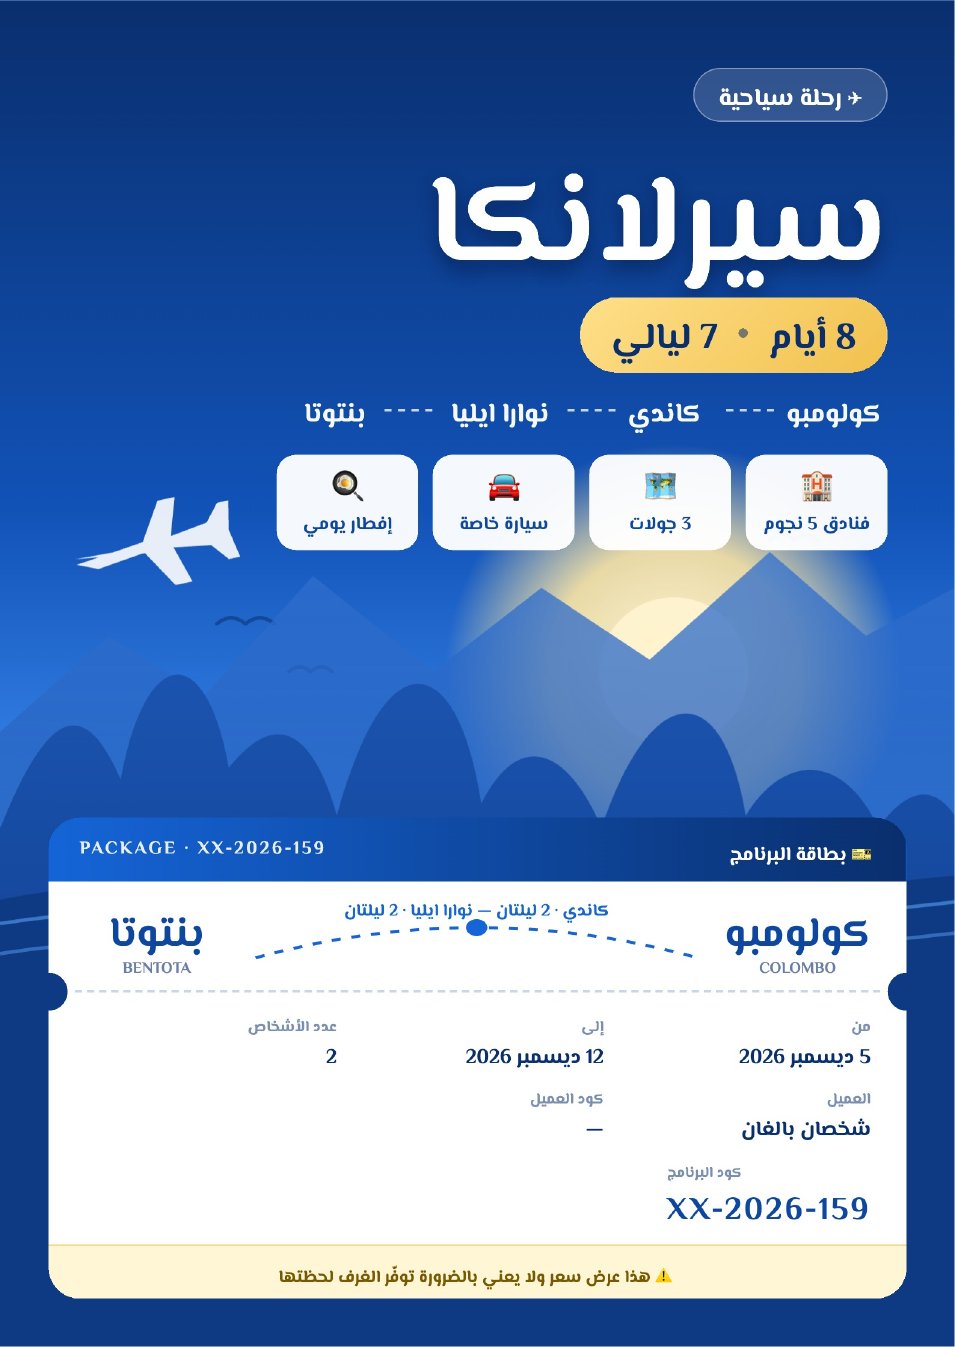 ✈ رحلة سياحية
سيرلانكا
8 أيام • 7 ليالي
كولومبو ---- كاندي ---- نوارا ايليا ---- بنتوتا
فنادق 5 نجوم
3 جولات
سيارة خاصة
إفطار يومي
🎫 بطاقة البرنامج
PACKAGE · XX-2026-159
كاندي · 2 ليلتان — نوارا ايليا · 2 ليلتان
كولومبو
COLOMBO
بنتوتا
BENTOTA
من
5 ديسمبر 2026
إلى
12 ديسمبر 2026
عدد الأشخاص
2
العميل
شخصان بالغان
كود العميل
—
كود البرنامج
XX-2026-159
⚠️ هذا عرض سعر ولا يعني بالضرورة توفّر الغرف لحظتها